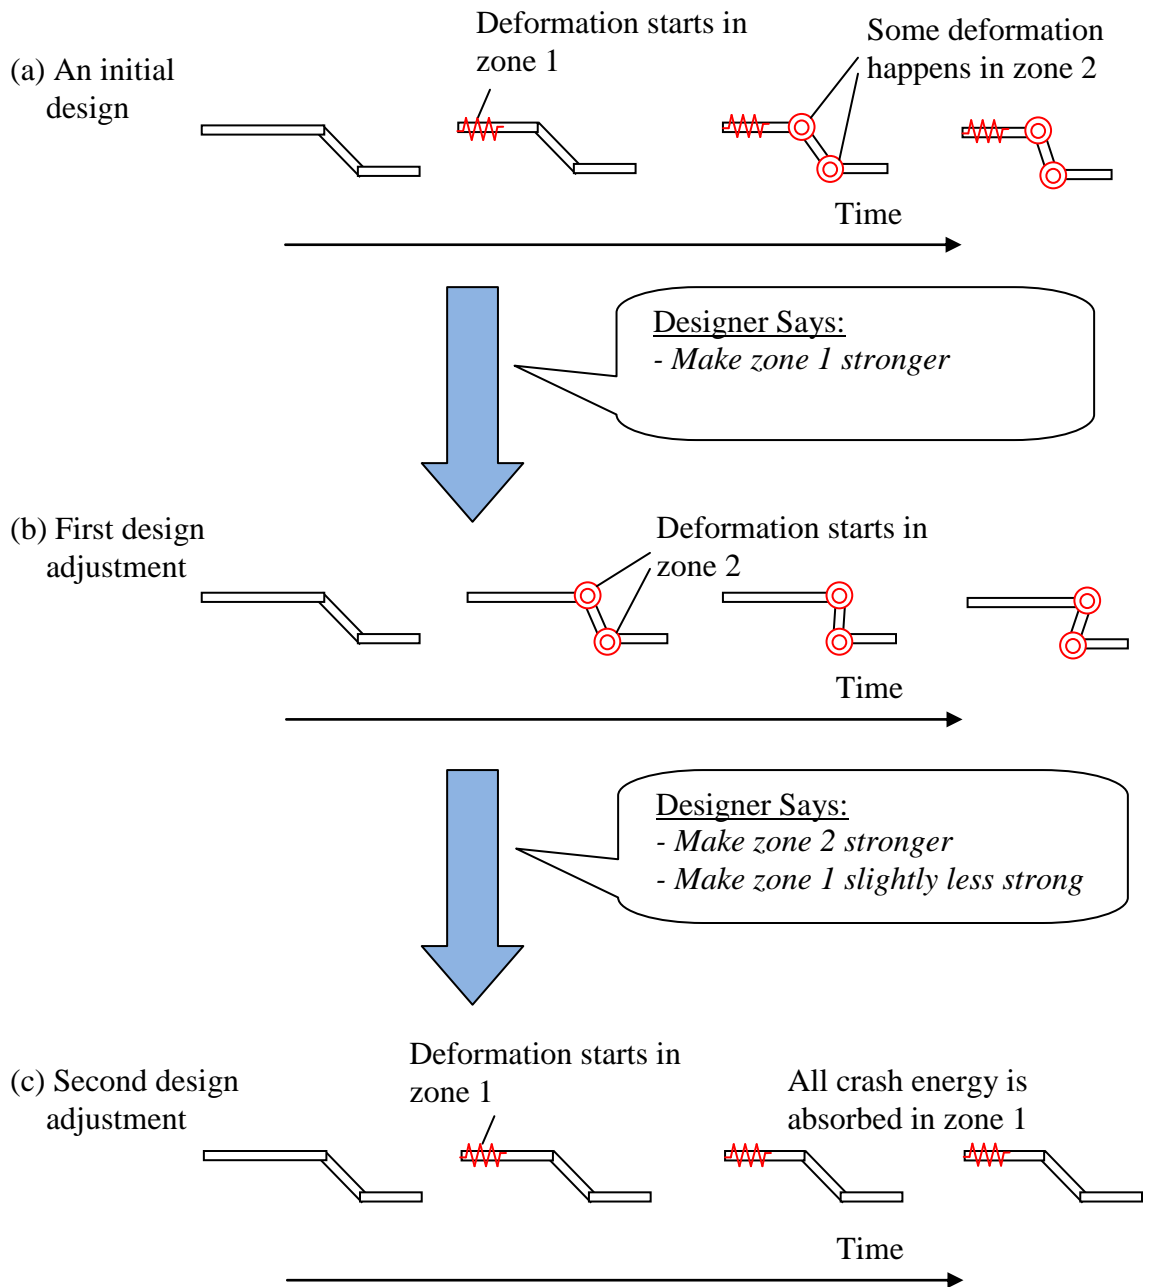 (a) An initial
design
Deformation starts in
zone 1
Some deformation
happens in zone 2
Time
Designer Says:
- Make zone 1 stronger
(b) First design
adjustment
Deformation starts in
zone 2
Time
Designer Says:
- Make zone 2 stronger
- Make zone 1 slightly less strong
(c) Second design
adjustment
Deformation starts in
zone 1
All crash energy is
absorbed in zone 1
Time